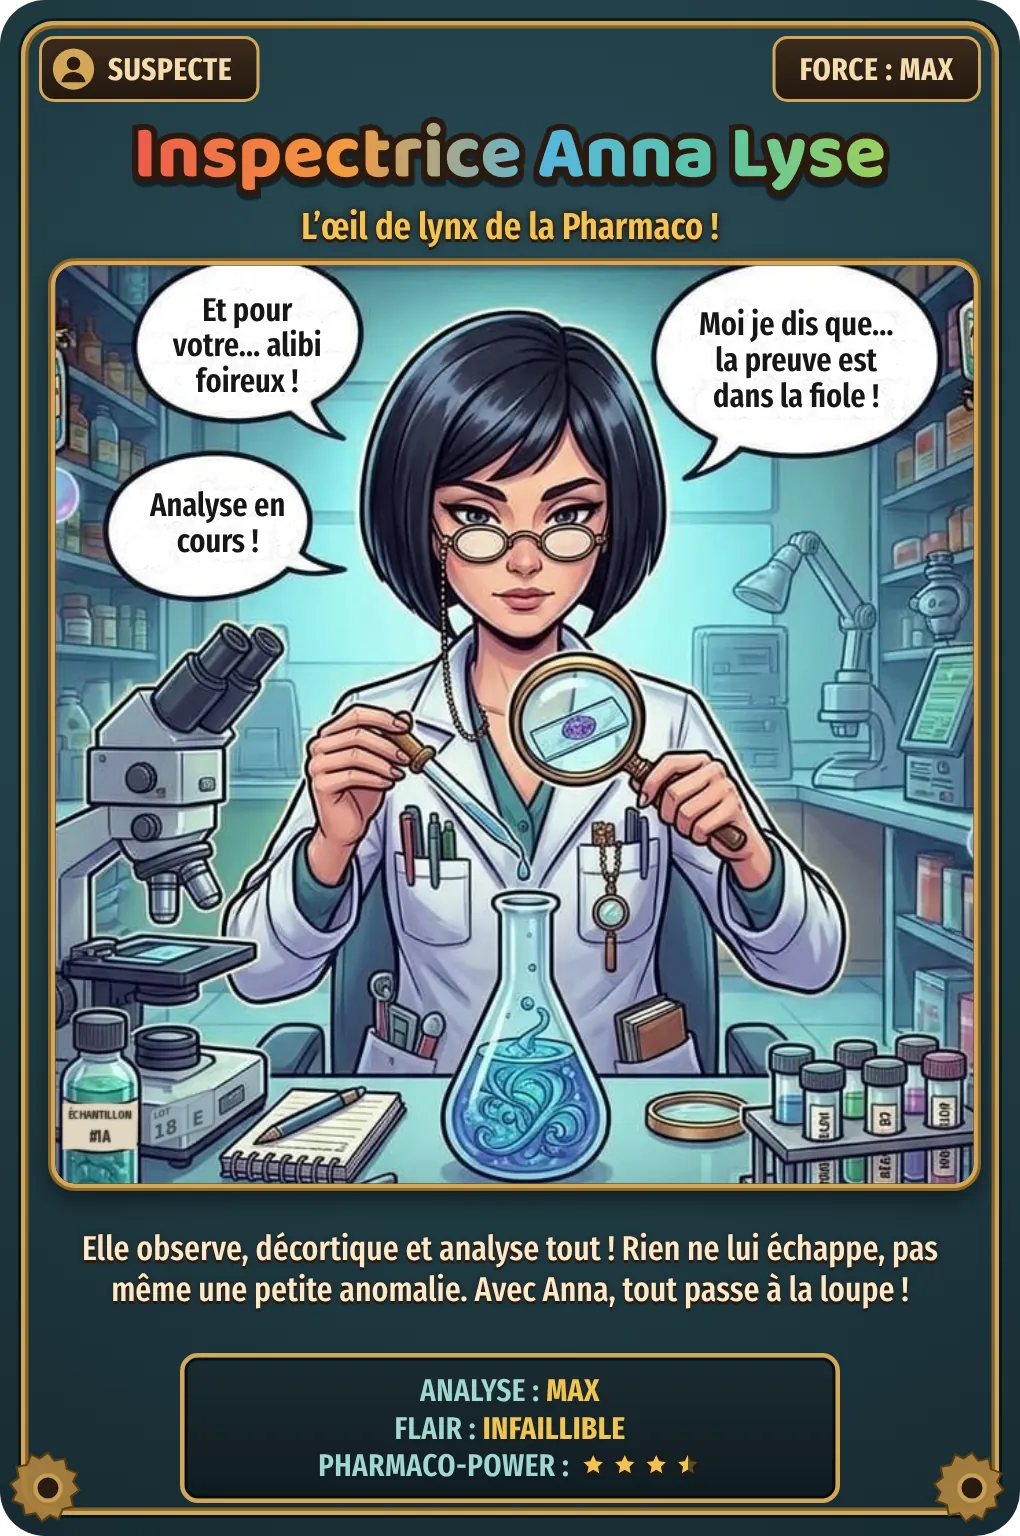 SUSPECTE
FORCE : MAX
Inspectrice Anna Lyse
L’œil de lynx de la Pharmaco !
Et pour
votre... alibi
foireux !
Moi je dis que...
la preuve est
dans la fiole !
Analyse en
cours !
ÉCHANTILLON
#1A
LOT
18 E
B7
Elle observe, décortique et analyse tout ! Rien ne lui échappe, pas
même une petite anomalie. Avec Anna, tout passe à la loupe !
ANALYSE : MAX
FLAIR : INFAILLIBLE
PHARMACO-POWER :